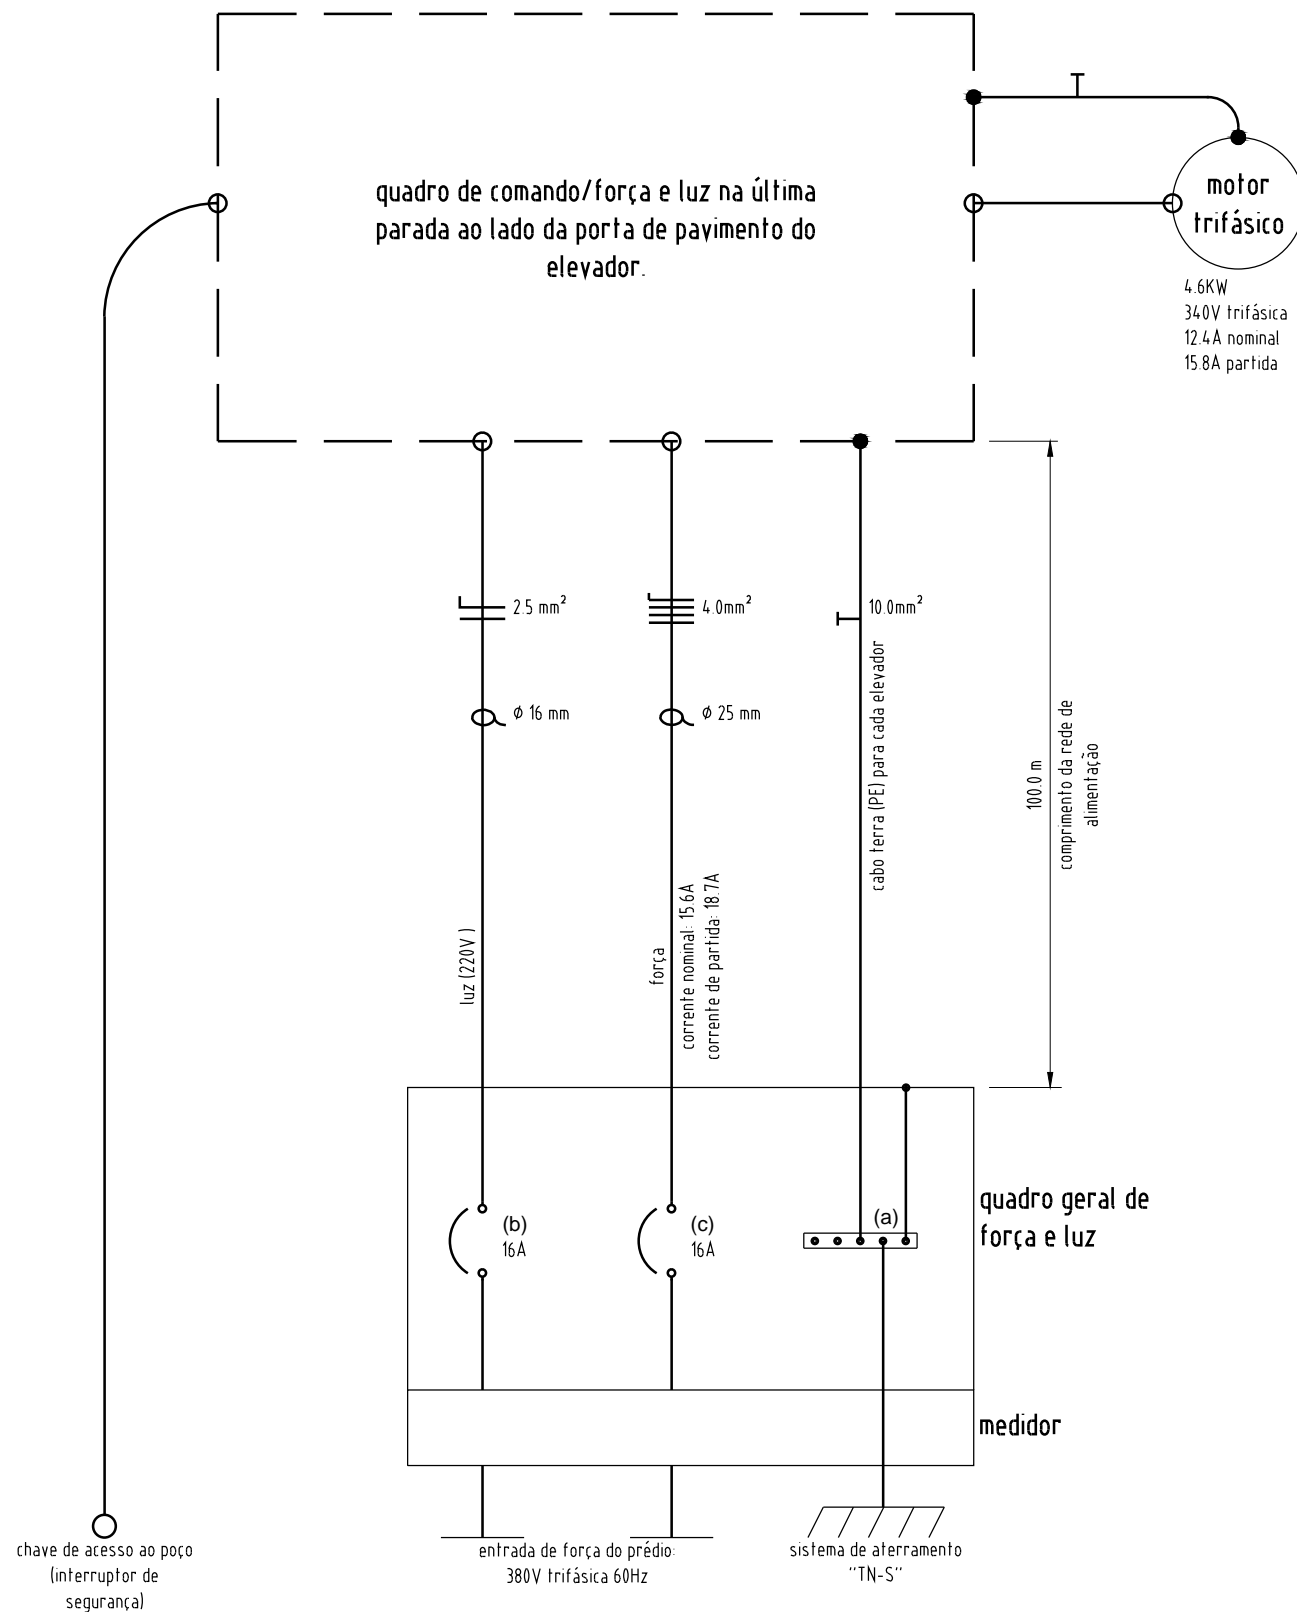 quadro de comando/força e luz na última
parada ao lado da porta de pavimento do
elevador.
motor
trifásico
4.6KW
340V trifásica
12.4A nominal
15.8A partida
2.5 mm²
4.0mm²
10.0mm²
ϕ 16 mm
ϕ 25 mm
cabo terra (PE) para cada elevador
100.0 m
comprimento da rede de
alimentação
luz (220V )
força
corrente nominal: 15.6A
corrente de partida: 18.7A
(b)
16A
(c)
16A
(a)
quadro geral de
força e luz
medidor
chave de acesso ao poço
(interruptor de
segurança)
entrada de força do prédio:
380V trifásica 60Hz
sistema de aterramento
"TN-S"